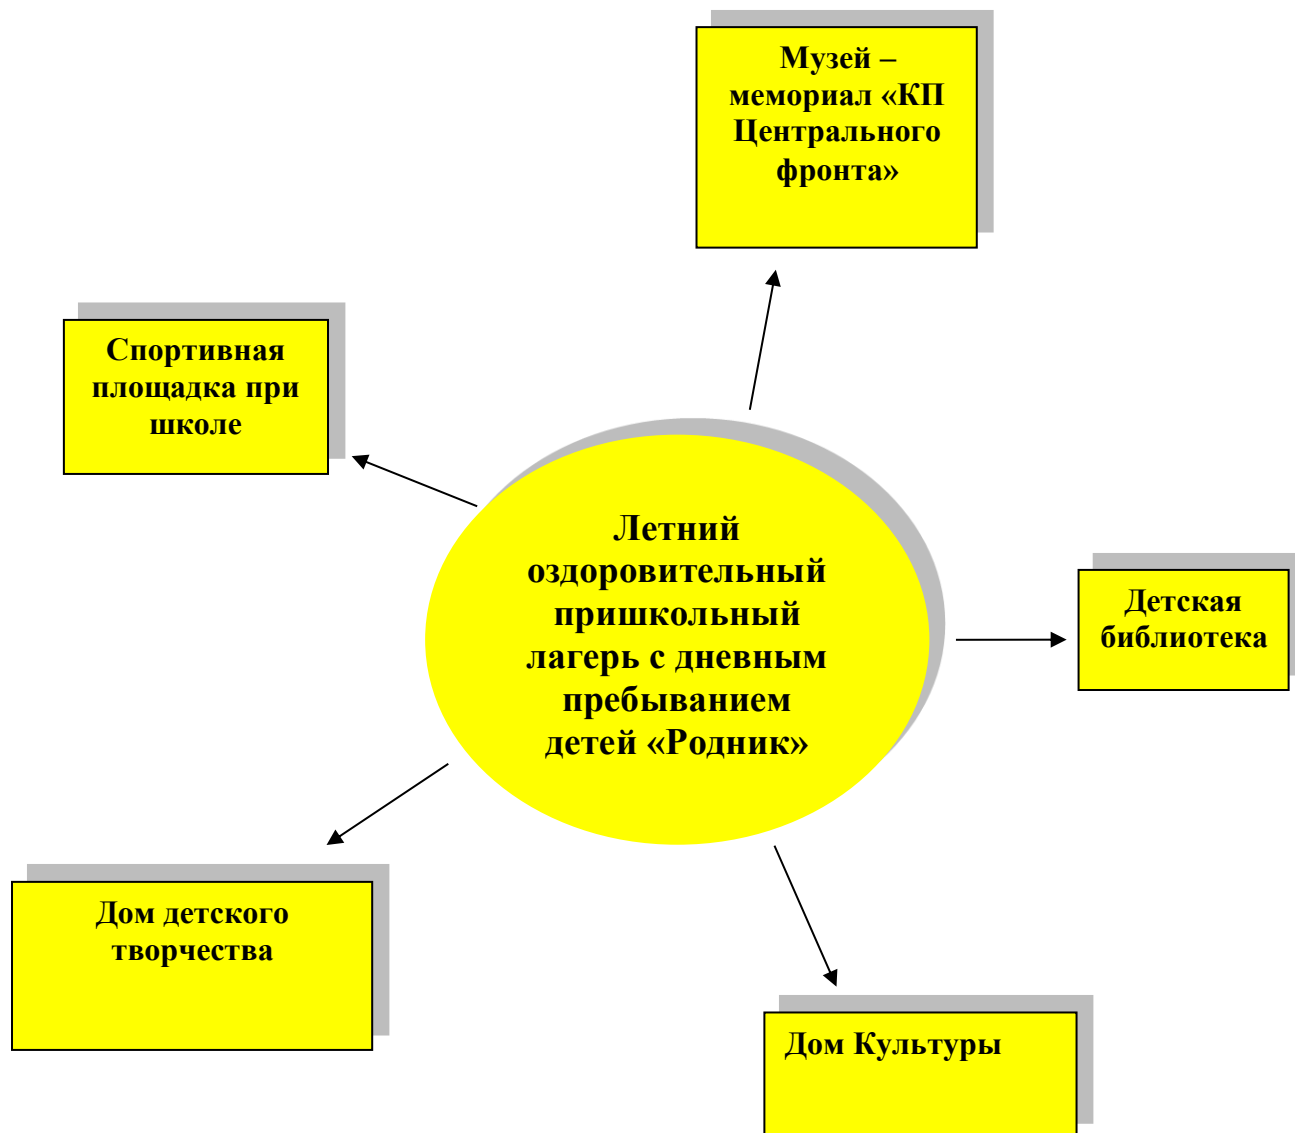 Музей –
мемориал «КП
Центрального
фронта»
Спортивная
площадка при
школе
Летний
оздоровительный
пришкольный
лагерь с дневным
пребыванием
детей «Родник»
Детская
библиотека
Дом детского
творчества
Дом Культуры